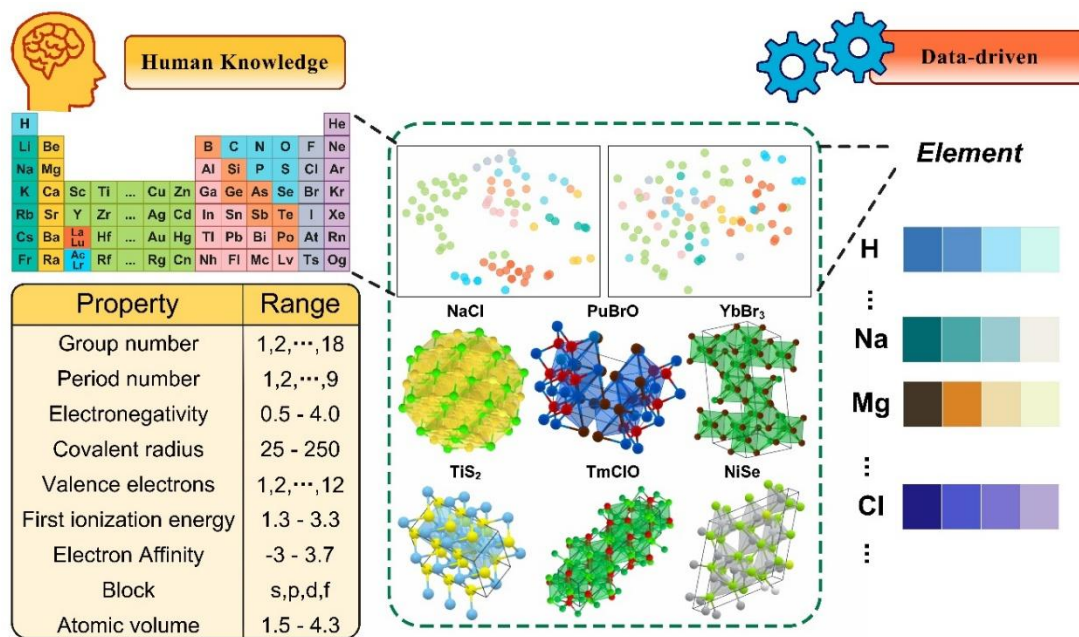 Human Knowledge
Data-driven
H He
Li Be B C N O F Ne
Na Mg Al Si P S Cl Ar
K Ca Sc Ti ... Cu Zn Ga Ge As Se Br Kr
Rb Sr Y Zr ... Ag Cd In Sn Sb Te I Xe
Cs Ba La Lu Hf ... Au Hg Tl Pb Bi Po At Rn
Fr Ra Ac Lr Rf ... Rg Cn Nh Fl Mc Lv Ts Og
Property Range
Group number 1,2,⋯,18
Period number 1,2,⋯,9
Electronegativity 0.5 - 4.0
Covalent radius 25 - 250
Valence electrons 1,2,⋯,12
First ionization energy 1.3 - 3.3
Electron Affinity -3 - 3.7
Block s,p,d,f
Atomic volume 1.5 - 4.3
NaCl PuBrO YbBr₃
TiS₂ TmClO NiSe
Element
H
...
Na
Mg
...
Cl
...